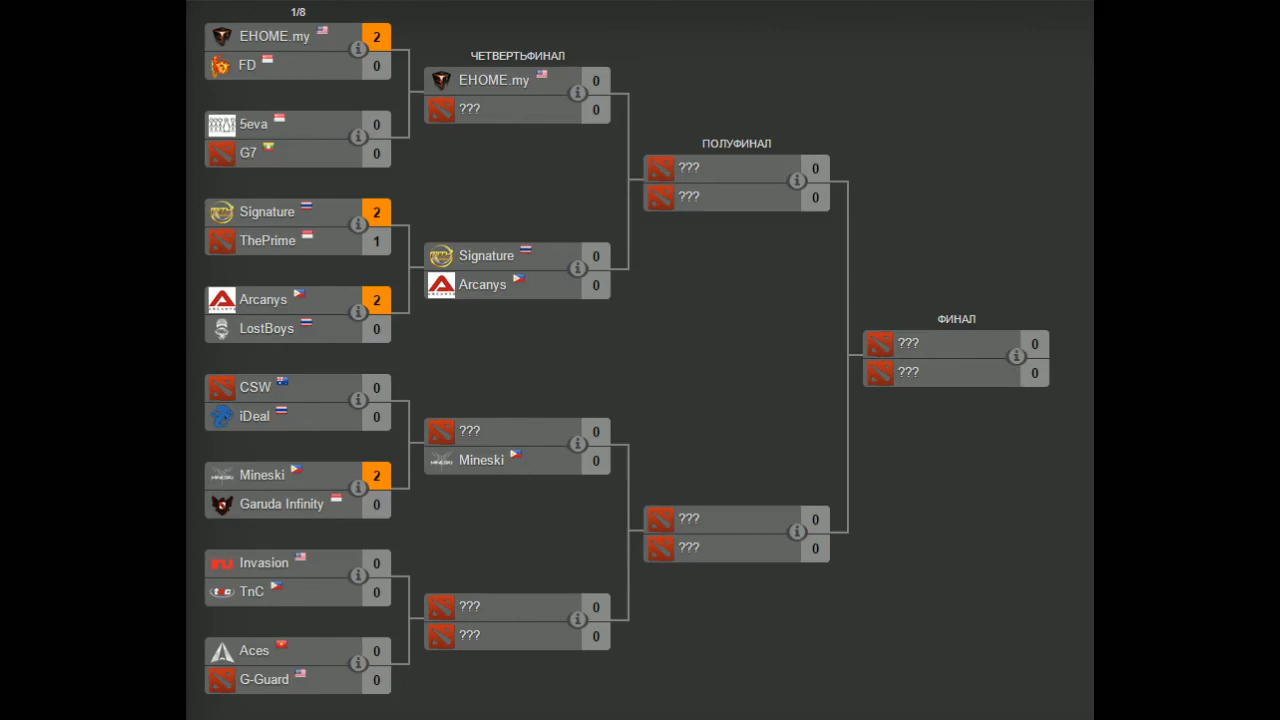 1/8
EHOME.my 2
FD 0
5eva 0
G7 0
Signature 2
ThePrime 1
Arcanys 2
LostBoys 0
CSW 0
iDeal 0
Mineski 2
Garuda Infinity 0
Invasion 0
TnC 0
Aces 0
G-Guard 0
ЧЕТВЕРТЬФИНАЛ
EHOME.my 0
??? 0
Signature 0
Arcanys 0
??? 0
Mineski 0
??? 0
??? 0
ПОЛУФИНАЛ
??? 0
??? 0
??? 0
??? 0
ФИНАЛ
??? 0
??? 0